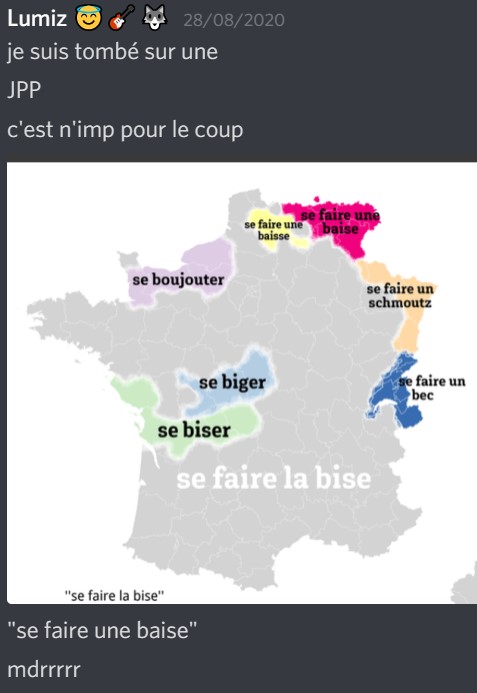 Lumiz 😇 🎸 🐺 28/08/2020
je suis tombé sur une
JPP
c'est n'imp pour le coup
se faire une
baise
se faire une
baisse
se boujouter
se faire un
schmoutz
se biger
se faire un
bec
se biser
se faire la bise
"se faire la bise"
"se faire une baise"
mdrrrrr